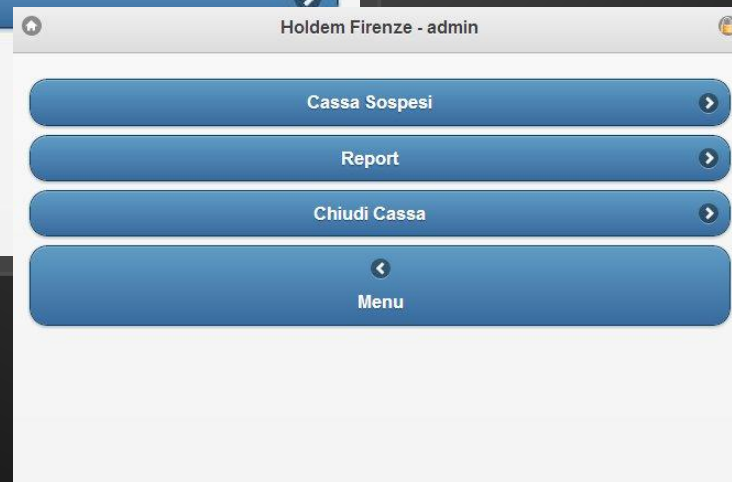 Holdem Firenze - admin
Cassa Sospesi
Report
Chiudi Cassa
Menu